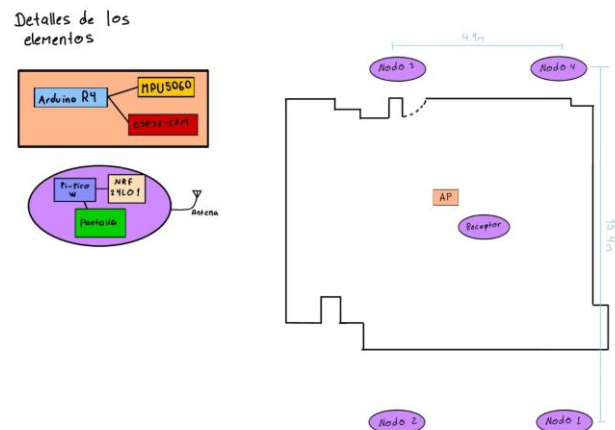 Detalles de los
elementos
Arduino R4
MPU5060
ESP32-CAM
Pi-Pico
W
NRF
24L01
Pantalla
Antena
4.9m
Nodo 3
Nodo 4
AP
Receptor
15.4m
Nodo 2
Nodo 1